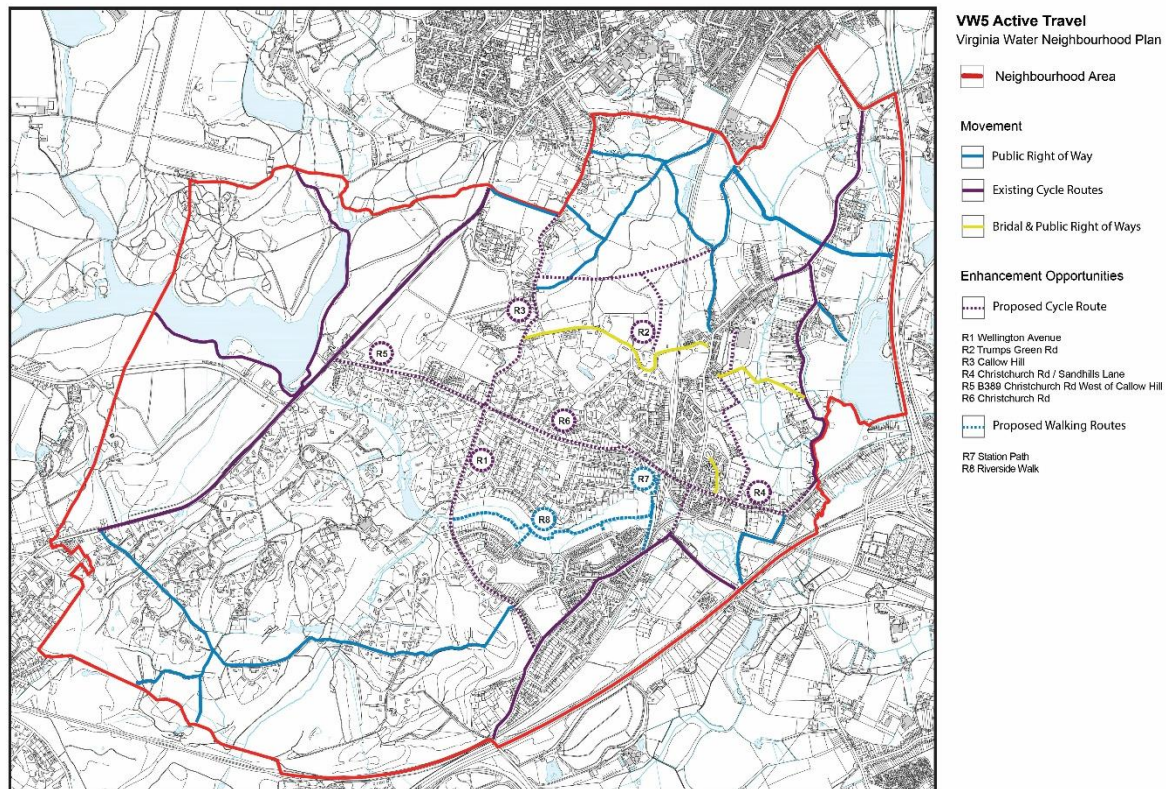 VW5 Active Travel
Virginia Water Neighbourhood Plan
Neighbourhood Area
Movement
Public Right of Way
Existing Cycle Routes
Bridal & Public Right of Ways
Enhancement Opportunities
Proposed Cycle Route
R1 Wellington Avenue
R2 Trumps Green Rd
R3 Callow Hill
R4 Christchurch Rd / Sandhills Lane
R5 B389 Christchurch Rd West of Callow Hill
R6 Christchurch Rd
Proposed Walking Routes
R7 Station Path
R8 Riverside Walk
R3
R2
R5
R6
R1
R7
R4
R8